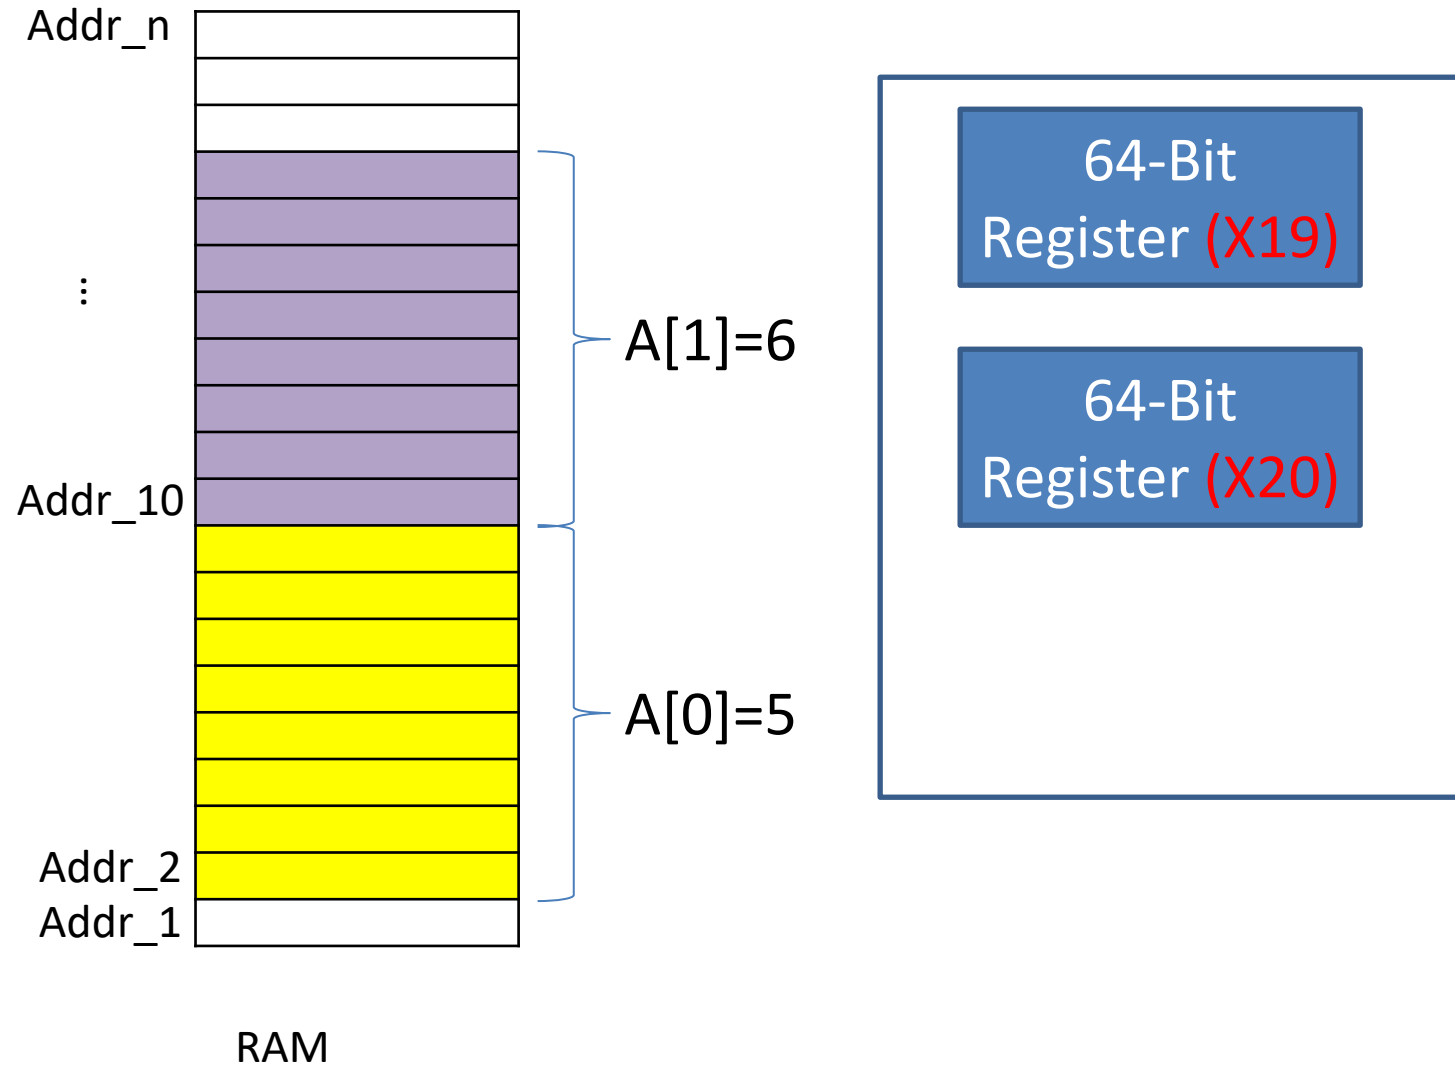 Addr_n
...
Addr_10
Addr_2
Addr_1
A[1]=6
A[0]=5
RAM
64-Bit
Register (X19)
64-Bit
Register (X20)